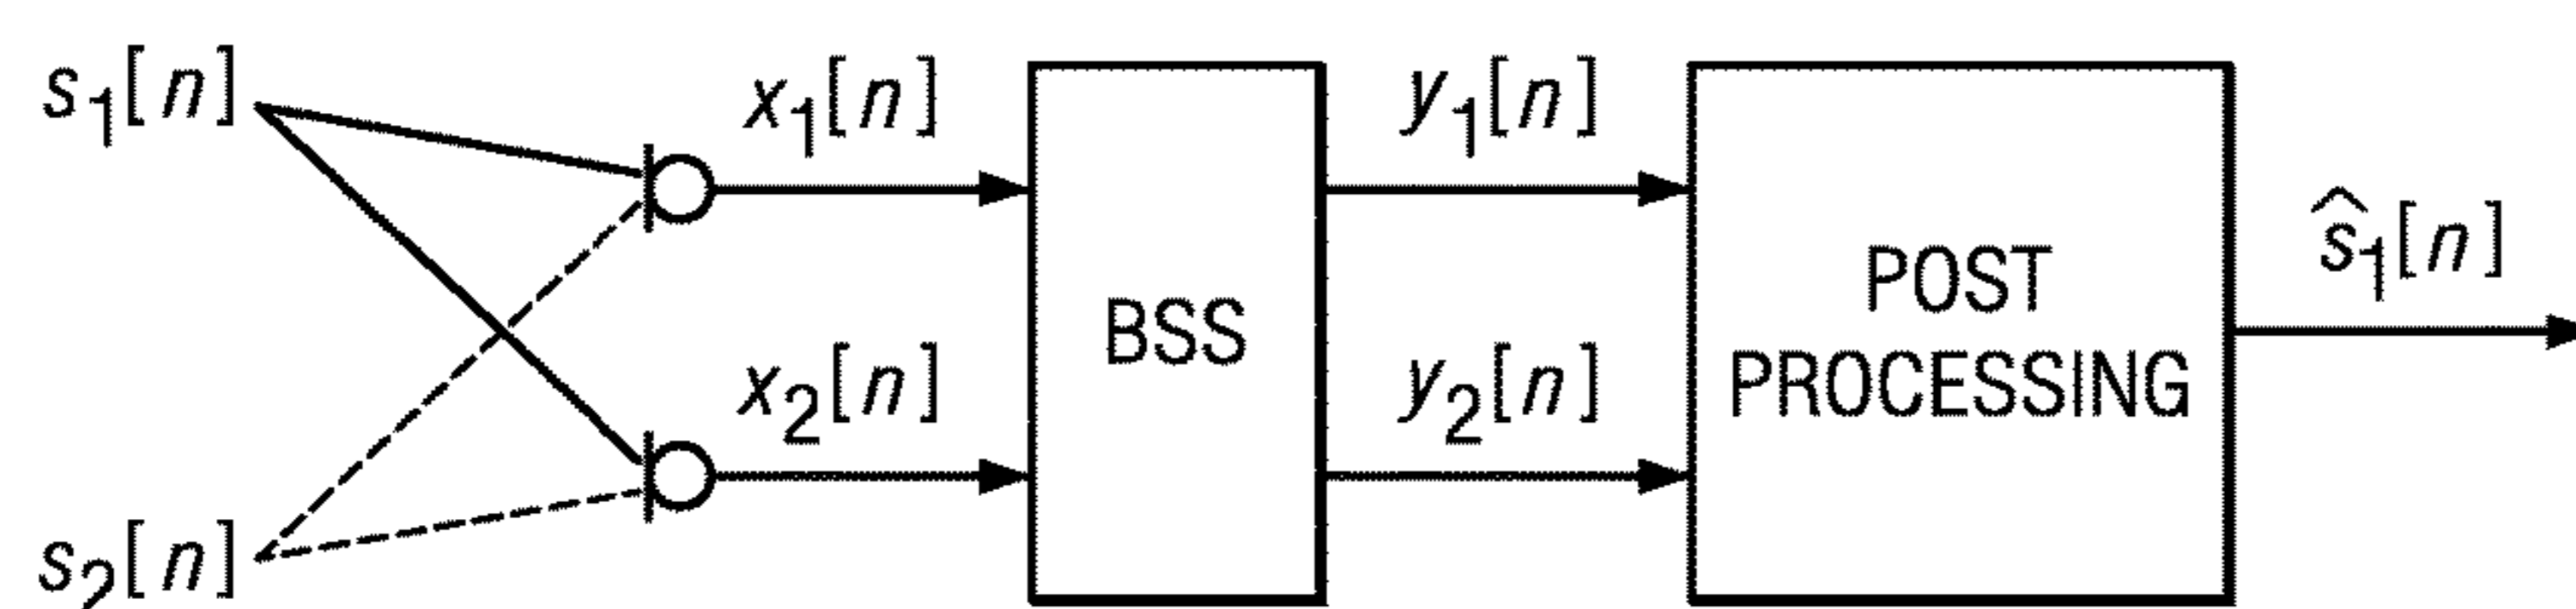 s₁[n]
x₁[n]
y₁[n]
BSS
POST
PROCESSING
ŝ₁[n]
x₂[n]
y₂[n]
s₂[n]